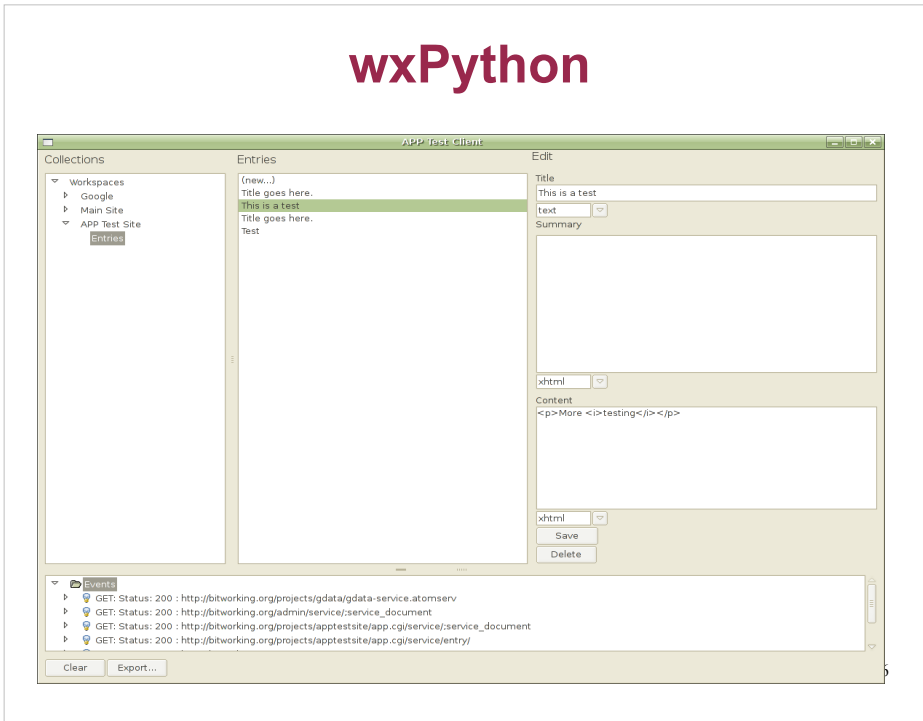 wxPython
APP Test Client
Collections
Workspaces
Google
Main Site
APP Test Site
Entries
Entries
(new...)
Title goes here.
This is a test
Title goes here.
Test
Edit
Title
This is a test
text
Summary
xhtml
Content
<p>More <i>testing</i></p>
xhtml
Save
Delete
Events
GET: Status: 200 : http://bitworking.org/projects/gdata/gdata-service.atomserv
GET: Status: 200 : http://bitworking.org/admin/service/;service_document
GET: Status: 200 : http://bitworking.org/projects/apptestsite/app.cgi/service/;service_document
GET: Status: 200 : http://bitworking.org/projects/apptestsite/app.cgi/service/entry/
Clear
Export...